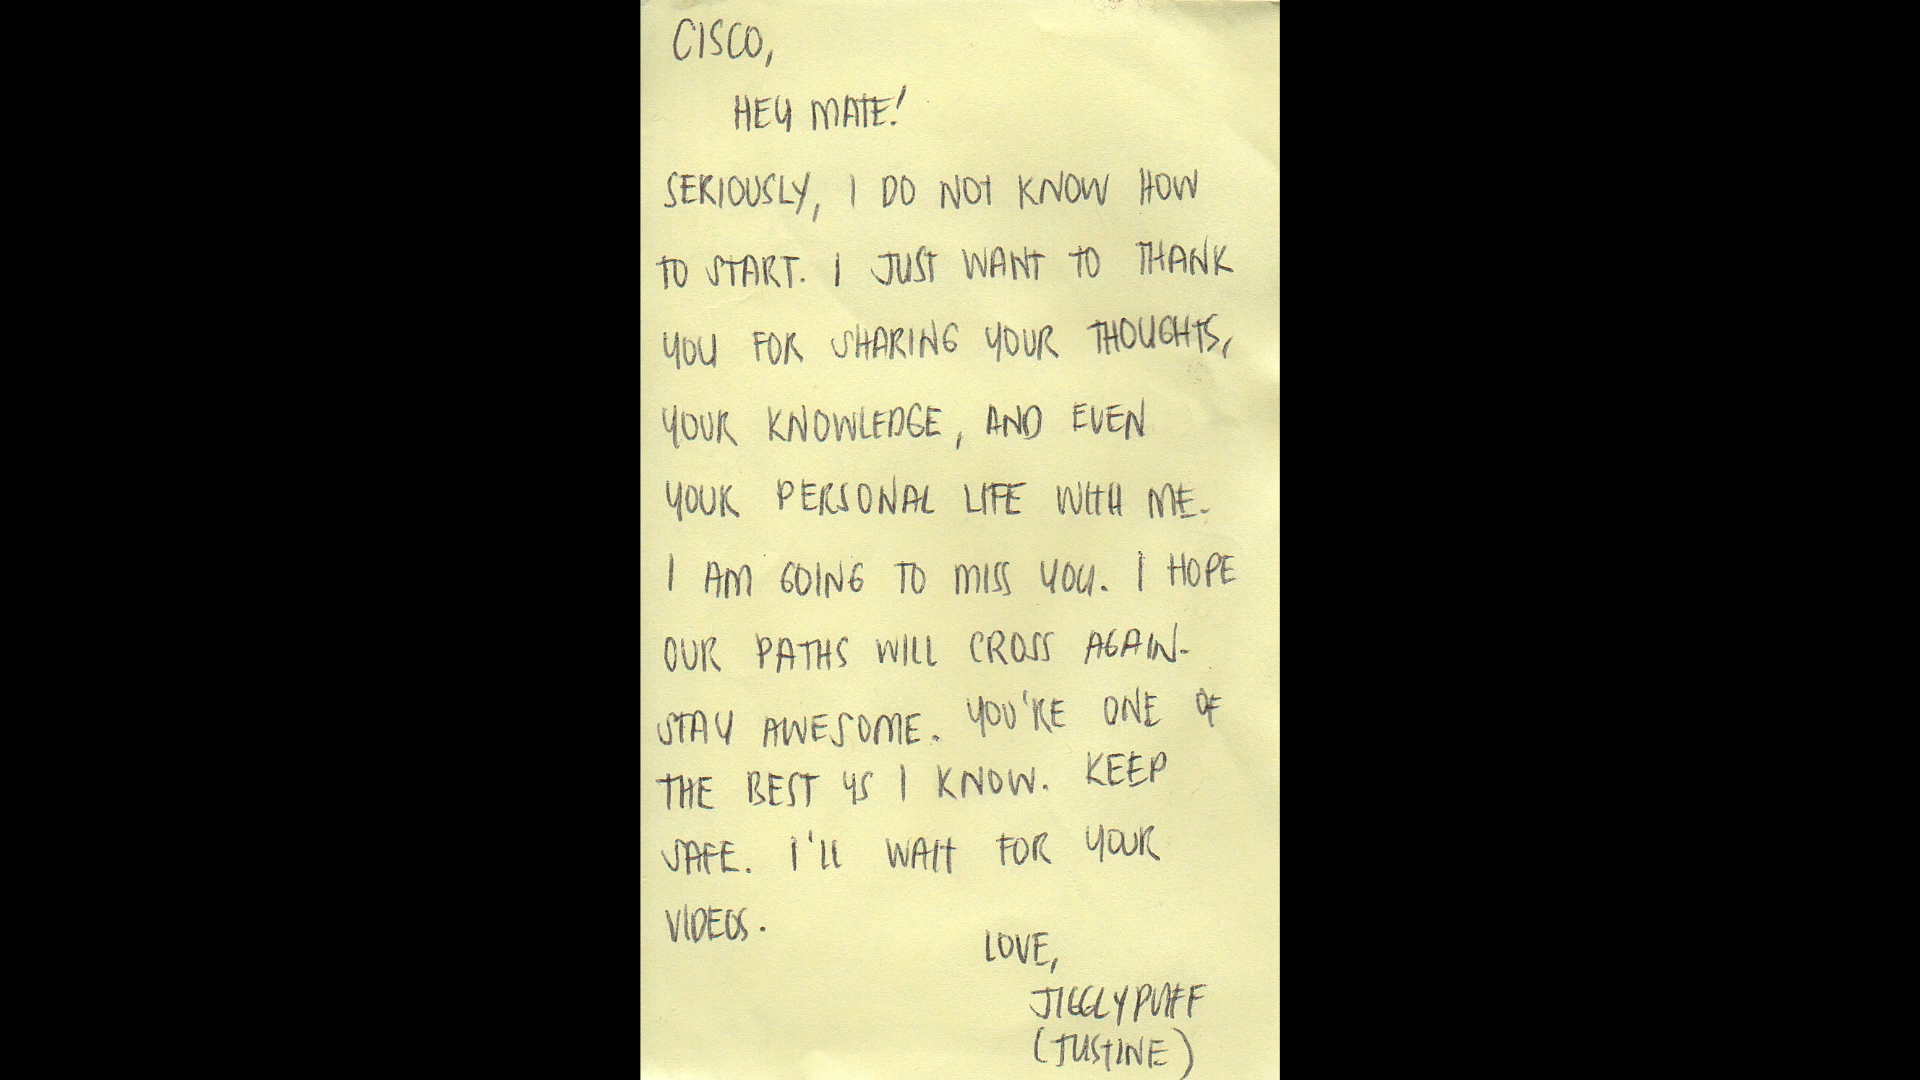 CISCO,
HEY MATE!
SERIOUSLY, I DO NOT KNOW HOW
TO START. I JUST WANT TO THANK
YOU FOR SHARING YOUR THOUGHTS,
YOUR KNOWLEDGE, AND EVEN
YOUR PERSONAL LIFE WITH ME.
I AM GOING TO MISS YOU. I HOPE
OUR PATHS WILL CROSS AGAIN.
STAY AWESOME. YOU'RE ONE OF
THE BEST YS I KNOW. KEEP
SAFE. I'LL WAIT FOR YOUR
VIDEOS.
LOVE,
JIGGLYPUFF
(JUSTINE)